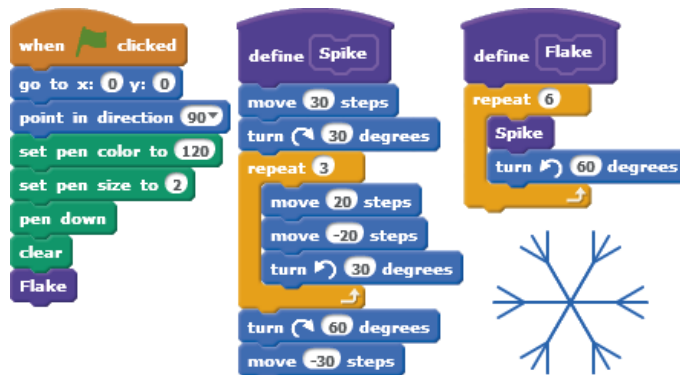 when clicked
go to x: 0 y: 0
point in direction 90
set pen color to 120
set pen size to 2
pen down
clear
Flake
define Spike
move 30 steps
turn 30 degrees
repeat 3
move 20 steps
move -20 steps
turn 30 degrees
turn 60 degrees
move -30 steps
define Flake
repeat 6
Spike
turn 60 degrees